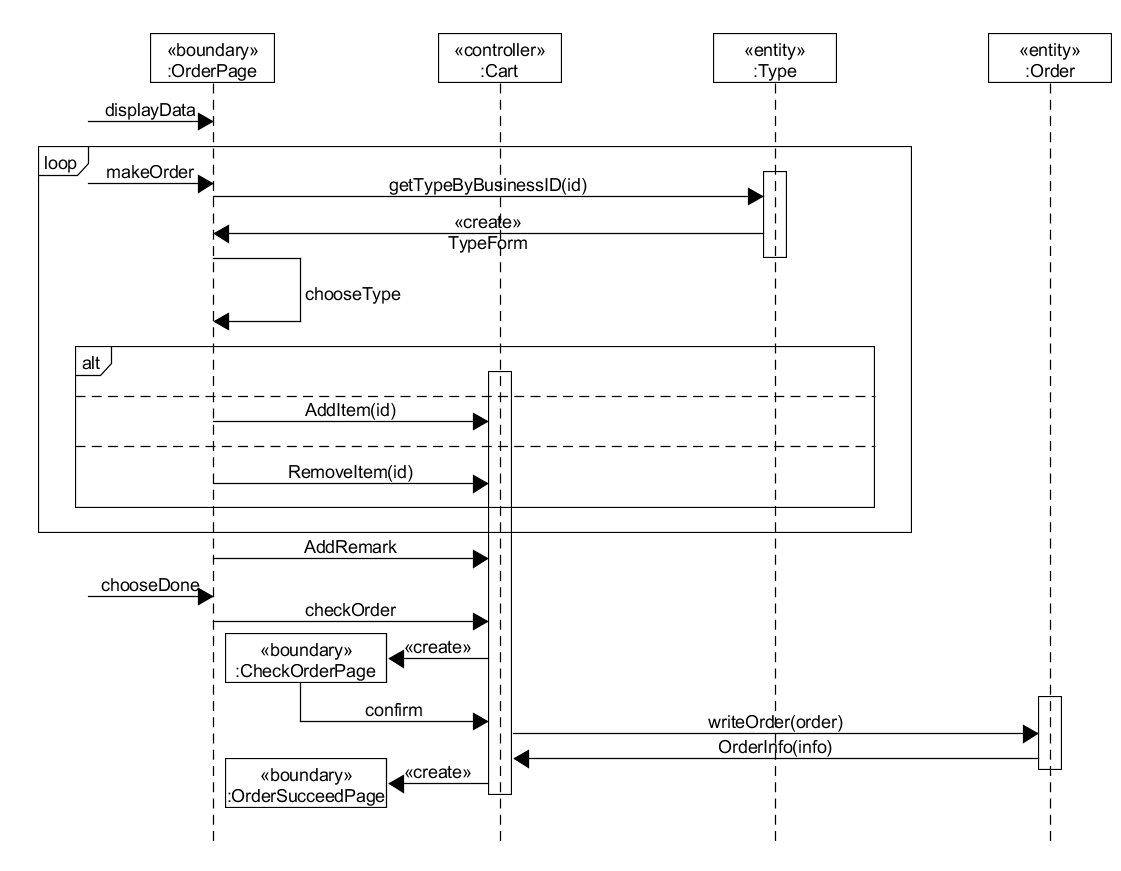 «boundary»
:OrderPage
«controller»
:Cart
«entity»
:Type
«entity»
:Order
displayData
loop
makeOrder
getTypeByBusinessID(id)
«create»
TypeForm
chooseType
alt
AddItem(id)
RemoveItem(id)
AddRemark
chooseDone
checkOrder
«boundary»
:CheckOrderPage
«create»
confirm
writeOrder(order)
OrderInfo(info)
«boundary»
:OrderSucceedPage
«create»